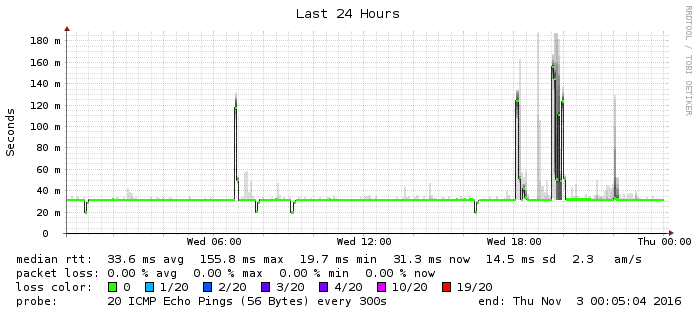 Last 24 Hours
RRDTOOL / TOBI OETIKER
Seconds
180 m
160 m
140 m
120 m
100 m
80 m
60 m
40 m
20 m
0
Wed 06:00 Wed 12:00 Wed 18:00 Thu 00:00
median rtt: 33.6 ms avg 155.8 ms max 19.7 ms min 31.3 ms now 14.5 ms sd 2.3 am/s
packet loss: 0.00 % avg 0.00 % max 0.00 % min 0.00 % now
loss color: 0 1/20 2/20 3/20 4/20 10/20 19/20
probe: 20 ICMP Echo Pings (56 Bytes) every 300s end: Thu Nov 3 00:05:04 2016